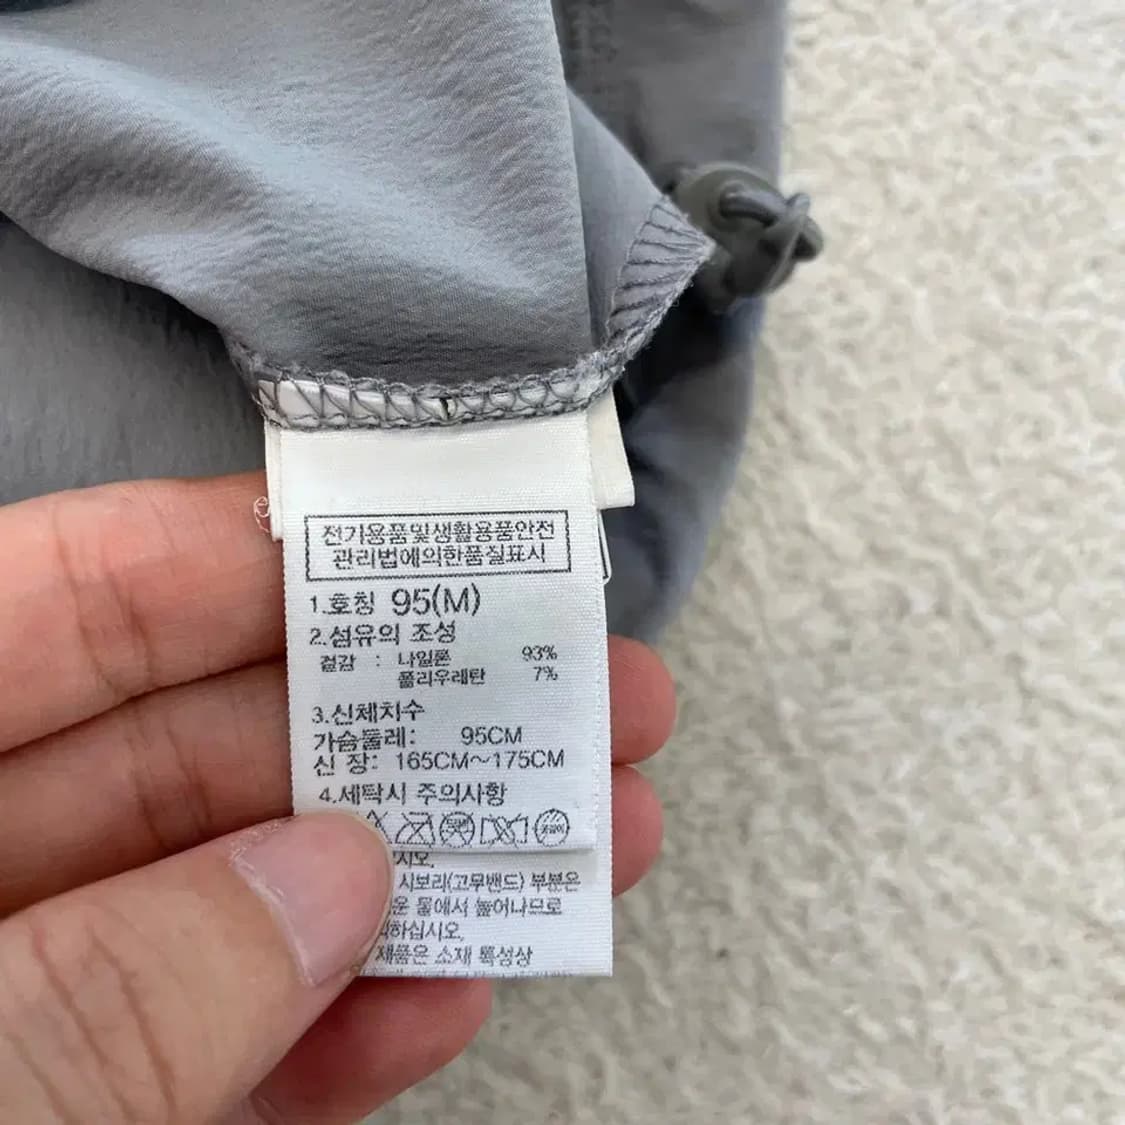 전기용품및생활용품안전
관리법에의한품질표시
1.호칭 95(M)
2.섬유의 조성
겉감 : 나일론 93%
폴리우레탄 7%
3.신체치수
가슴둘레: 95CM
신 장: 165CM~175CM
4.세탁시 주의사항
시오.
시보리(고무밴드) 부분은
운 물에서 늘어나므로
하십시오.
제품은 소재 특성상